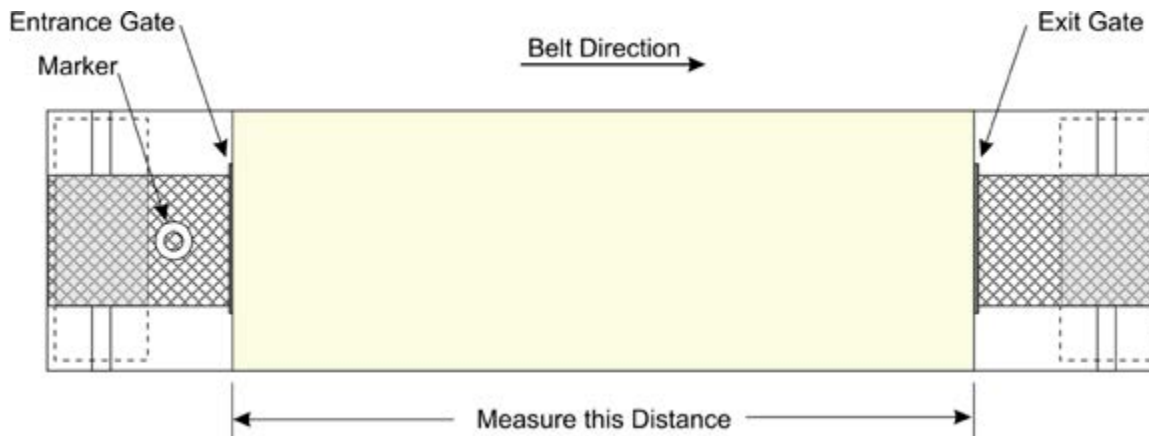 Entrance Gate
Marker
Belt Direction
Exit Gate
Measure this Distance